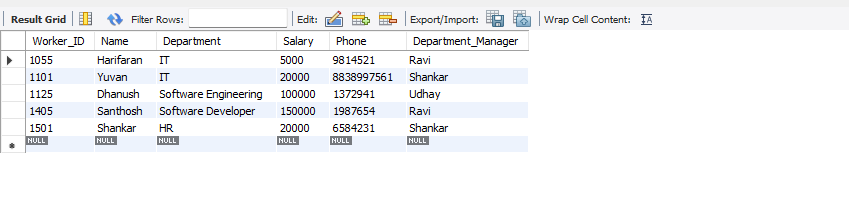 Result Grid Filter Rows: Edit: Export/Import: Wrap Cell Content: IA
Worker_ID Name Department Salary Phone Department_Manager
1055 Harifaran IT 5000 9814521 Ravi
1101 Yuvan IT 20000 8838997561 Shankar
1125 Dhanush Software Engineering 100000 1372941 Udhay
1405 Santhosh Software Developer 150000 1987654 Ravi
1501 Shankar HR 20000 6584231 Shankar
NULL NULL NULL NULL NULL NULL